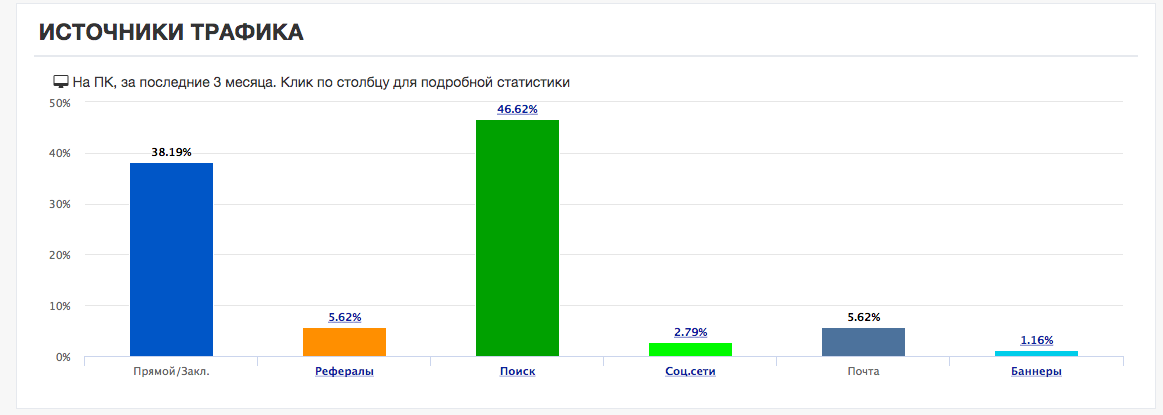 ИСТОЧНИКИ ТРАФИКА
На ПК, за последние 3 месяца. Клик по столбцу для подробной статистики
50%
40%
30%
20%
10%
0%
38.19%
5.62%
46.62%
2.79%
5.62%
1.16%
Прямой/Закл.
Рефералы
Поиск
Соц.сети
Почта
Баннеры